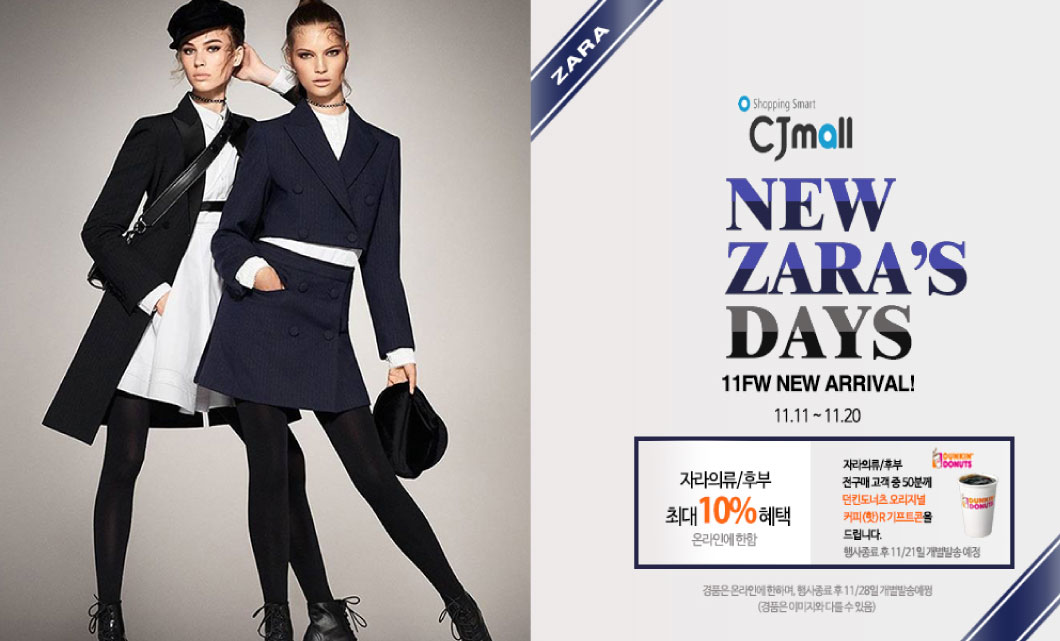 ZARA
Shopping Smart
CJmall
NEW
ZARA'S
DAYS
11FW NEW ARRIVAL!
11.11 ~ 11.20
자라의류/후부
최대 10% 혜택
온라인에 한함
자라의류/후부
전구매 고객 중 50분께
던킨도너츠 오리지널
커피(핫)R 기프트콘을
드립니다.
행사종료 후 11/21일 개별발송 예정
DUNKIN'
DONUTS
DUNKIN'
DONUTS
경품은 온라인에 한하며, 행사종료 후 11/28일 개별발송예정
(경품은 이미지와 다를 수 있음)
ZARA